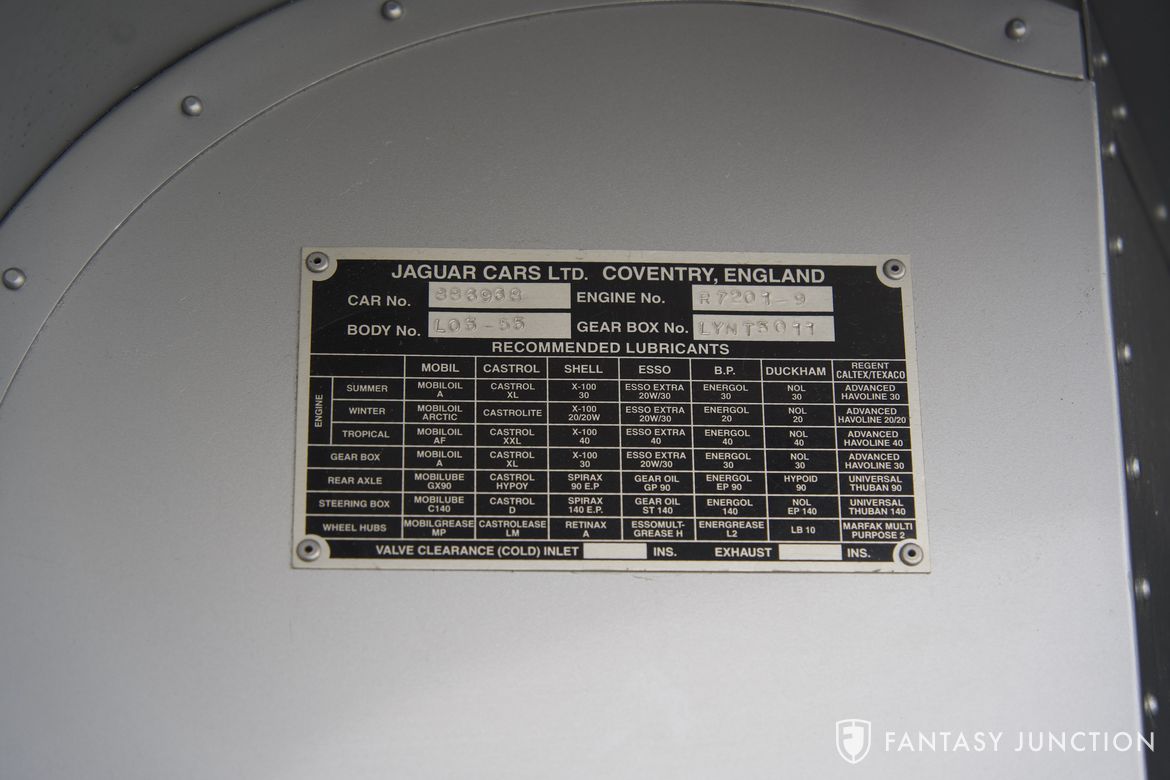 JAGUAR CARS LTD. COVENTRY, ENGLAND
CAR No. 886908 ENGINE No. R7201-9
BODY No. LOS-55 GEAR BOX No. LYNT5011
RECOMMENDED LUBRICANTS
MOBIL CASTROL SHELL ESSO B.P. DUCKHAM REGENT CALTEX/TEXACO
ENGINE
SUMMER MOBILOIL A CASTROL XL X-100 30 ESSO EXTRA 20W/30 ENERGOL 30 NOL 30 ADVANCED HAVOLINE 30
WINTER MOBILOIL ARCTIC CASTROLITE X-100 20/20W ESSO EXTRA 20W/30 ENERGOL 20 NOL 20 ADVANCED HAVOLINE 20/20
TROPICAL MOBILOIL AF CASTROL XXL X-100 40 ESSO EXTRA 40 ENERGOL 40 NOL 40 ADVANCED HAVOLINE 40
GEAR BOX MOBILOIL A CASTROL XL X-100 30 ESSO EXTRA 20W/30 ENERGOL 30 NOL 30 ADVANCED HAVOLINE 30
REAR AXLE MOBILUBE GX90 CASTROL HYPOY SPIRAX 90 E.P GEAR OIL GP 90 ENERGOL EP 90 HYPOID 90 UNIVERSAL THUBAN 90
STEERING BOX MOBILUBE C140 CASTROL D SPIRAX 140 E.P. GEAR OIL ST 140 ENERGOL 140 NOL EP 140 UNIVERSAL THUBAN 140
WHEEL HUBS MOBILGREASE MP CASTROLEASE LM RETINAX A ESSOMULT-GREASE H ENERGREASE L2 LB 10 MARFAK MULTI PURPOSE 2
VALVE CLEARANCE (COLD) INLET INS. EXHAUST INS.
FANTASY JUNCTION